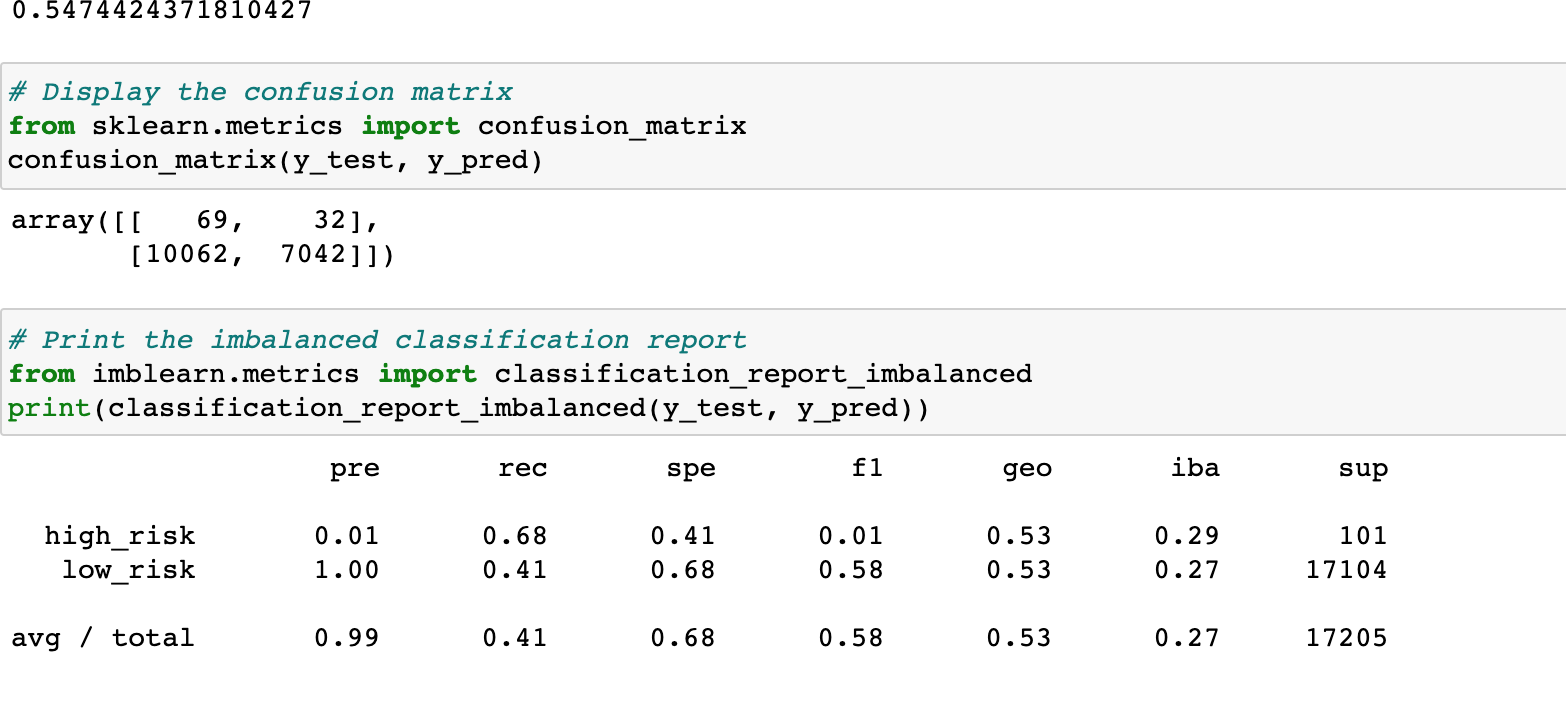 0.5474424371810427
# Display the confusion matrix
from sklearn.metrics import confusion_matrix
confusion_matrix(y_test, y_pred)
array([[   69,    32],
       [10062,  7042]])
# Print the imbalanced classification report
from imblearn.metrics import classification_report_imbalanced
print(classification_report_imbalanced(y_test, y_pred))
                   pre       rec       spe        f1       geo       iba       sup
  high_risk       0.01      0.68      0.41      0.01      0.53      0.29       101
   low_risk       1.00      0.41      0.68      0.58      0.53      0.27     17104
avg / total       0.99      0.41      0.68      0.58      0.53      0.27     17205